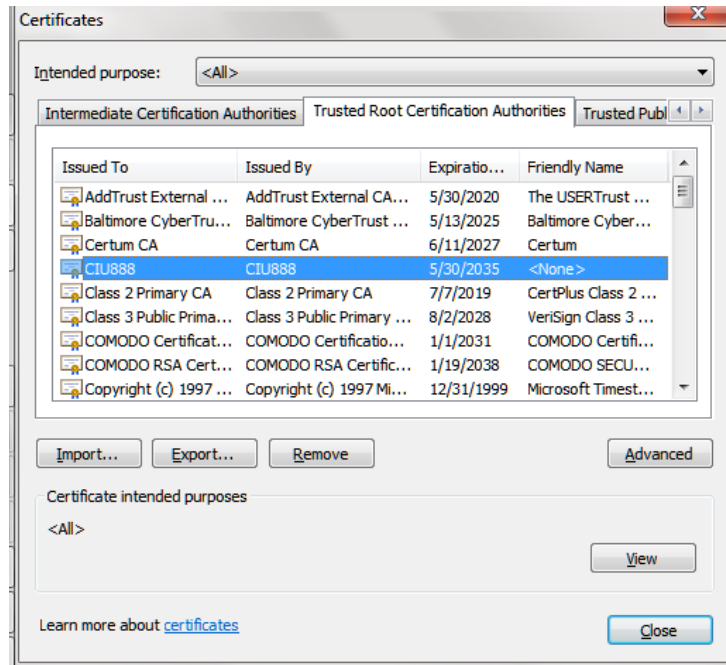 Certificates
Intended purpose: <All>
Intermediate Certification Authorities Trusted Root Certification Authorities Trusted Publ
Issued To Issued By Expiratio... Friendly Name
AddTrust External ... AddTrust External CA... 5/30/2020 The USERTrust ...
Baltimore CyberTru... Baltimore CyberTrust ... 5/13/2025 Baltimore Cyber...
Certum CA Certum CA 6/11/2027 Certum
CIU888 CIU888 5/30/2035 <None>
Class 2 Primary CA Class 2 Primary CA 7/7/2019 CertPlus Class 2 ...
Class 3 Public Prima... Class 3 Public Primary ... 8/2/2028 VeriSign Class 3 ...
COMODO Certificat... COMODO Certificatio... 1/1/2031 COMODO Certifi...
COMODO RSA Cert... COMODO RSA Certific... 1/19/2038 COMODO SECU...
Copyright (c) 1997 ... Copyright (c) 1997 Mi... 12/31/1999 Microsoft Timest...
Import... Export... Remove Advanced
Certificate intended purposes
<All>
View
Learn more about certificates
Close